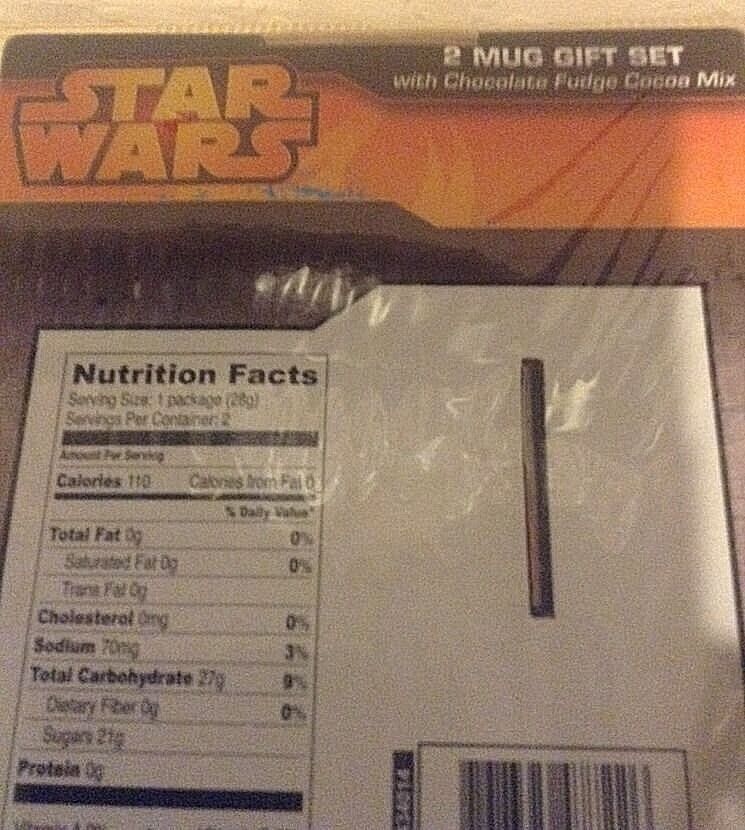 STAR
WARS
2 MUG GIFT SET
with Chocolate Fudge Cocoa Mix
Nutrition Facts
Serving Size: 1 package (28g)
Servings Per Container: 2
Amount Per Serving
Calories 110 Calories from Fat 0
% Daily Value*
Total Fat 0g 0%
Saturated Fat 0g 0%
Trans Fat 0g
Cholesterol 0mg 0%
Sodium 70mg 3%
Total Carbohydrate 27g 9%
Dietary Fiber 0g 0%
Sugars 21g
Protein 0g